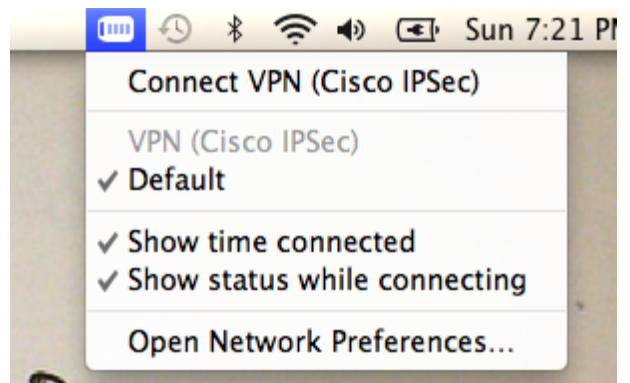 Sun 7:21 PM
Connect VPN (Cisco IPSec)
VPN (Cisco IPSec)
Default
Show time connected
Show status while connecting
Open Network Preferences...